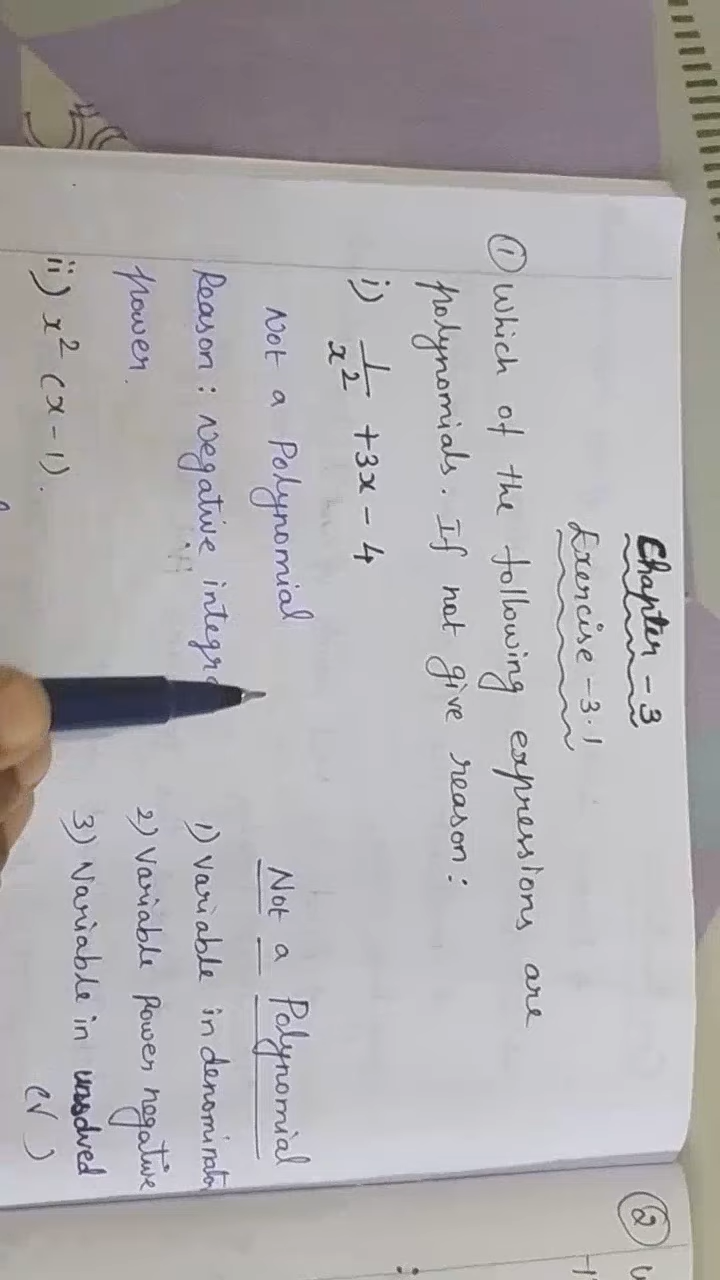 Chapter - 3
Exercise - 3.1
① Which of the following expressions are
polynomials. If not give reason:
i) 1/x² + 3x - 4
Not a Polynomial
Reason: Negative integr
power.
ii) x² (x - 1).
Not a Polynomial
1) Variable in denominator
2) Variable Power negative
3) Variable in unsolved
(√ )
②